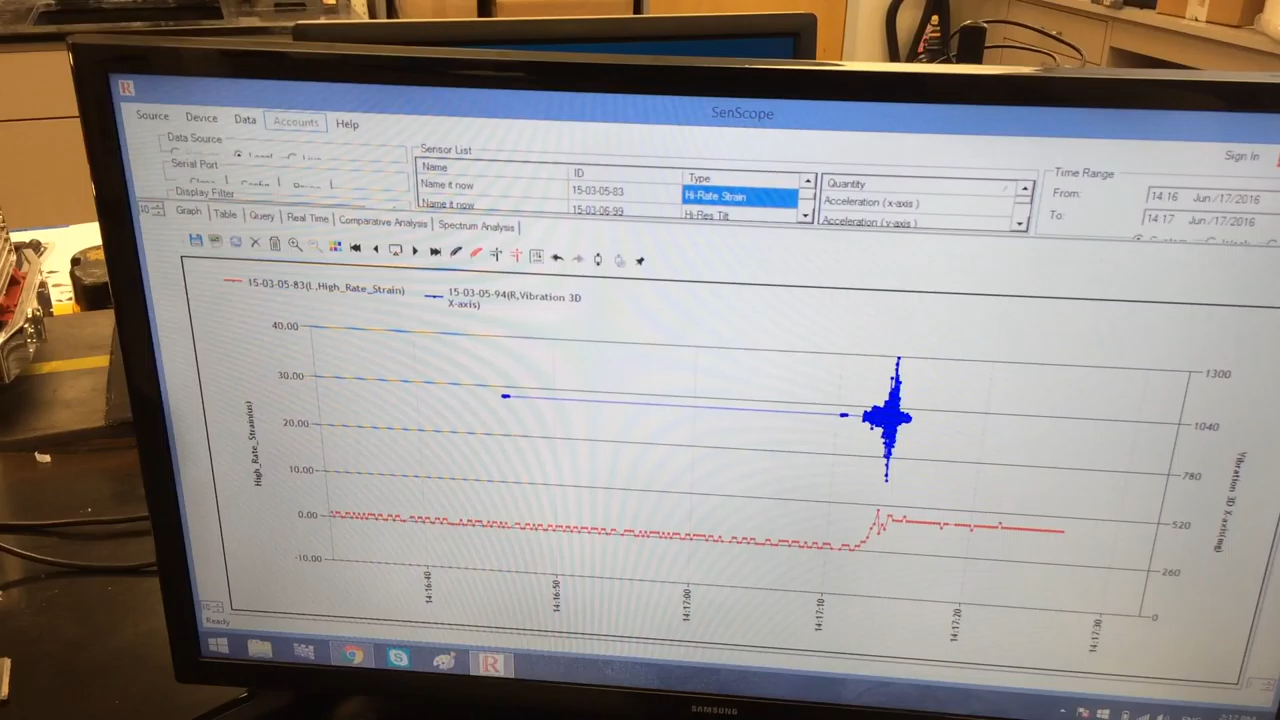 R
SenScope
Source Device Data Accounts Help
Sign In
Data Source
Serial Port
Display Filter
Sensor List
Name ID Type
Name it now 15-03-05-83 Hi-Rate Strain
Name it now 15-03-06-99 Hi-Res Tilt
Quantity
Acceleration (x-axis )
Acceleration (y-axis )
Time Range
From: 14:16 Jun /17/2016
To: 14:17 Jun /17/2016
10 Graph Table Query Real Time Comparative Analysis Spectrum Analysis
15-03-05-83(L,High_Rate_Strain)
15-03-05-94(R,Vibration 3D
X-axis)
40.00
30.00
20.00
10.00
0.00
-10.00
High_Rate_Strain(us)
1300
1040
780
520
260
0
Vibration 3D X-axis(mg)
14:16:40 14:16:50 14:17:00 14:17:10 14:17:20 14:17:30
10
Ready
R
SAMSUNG